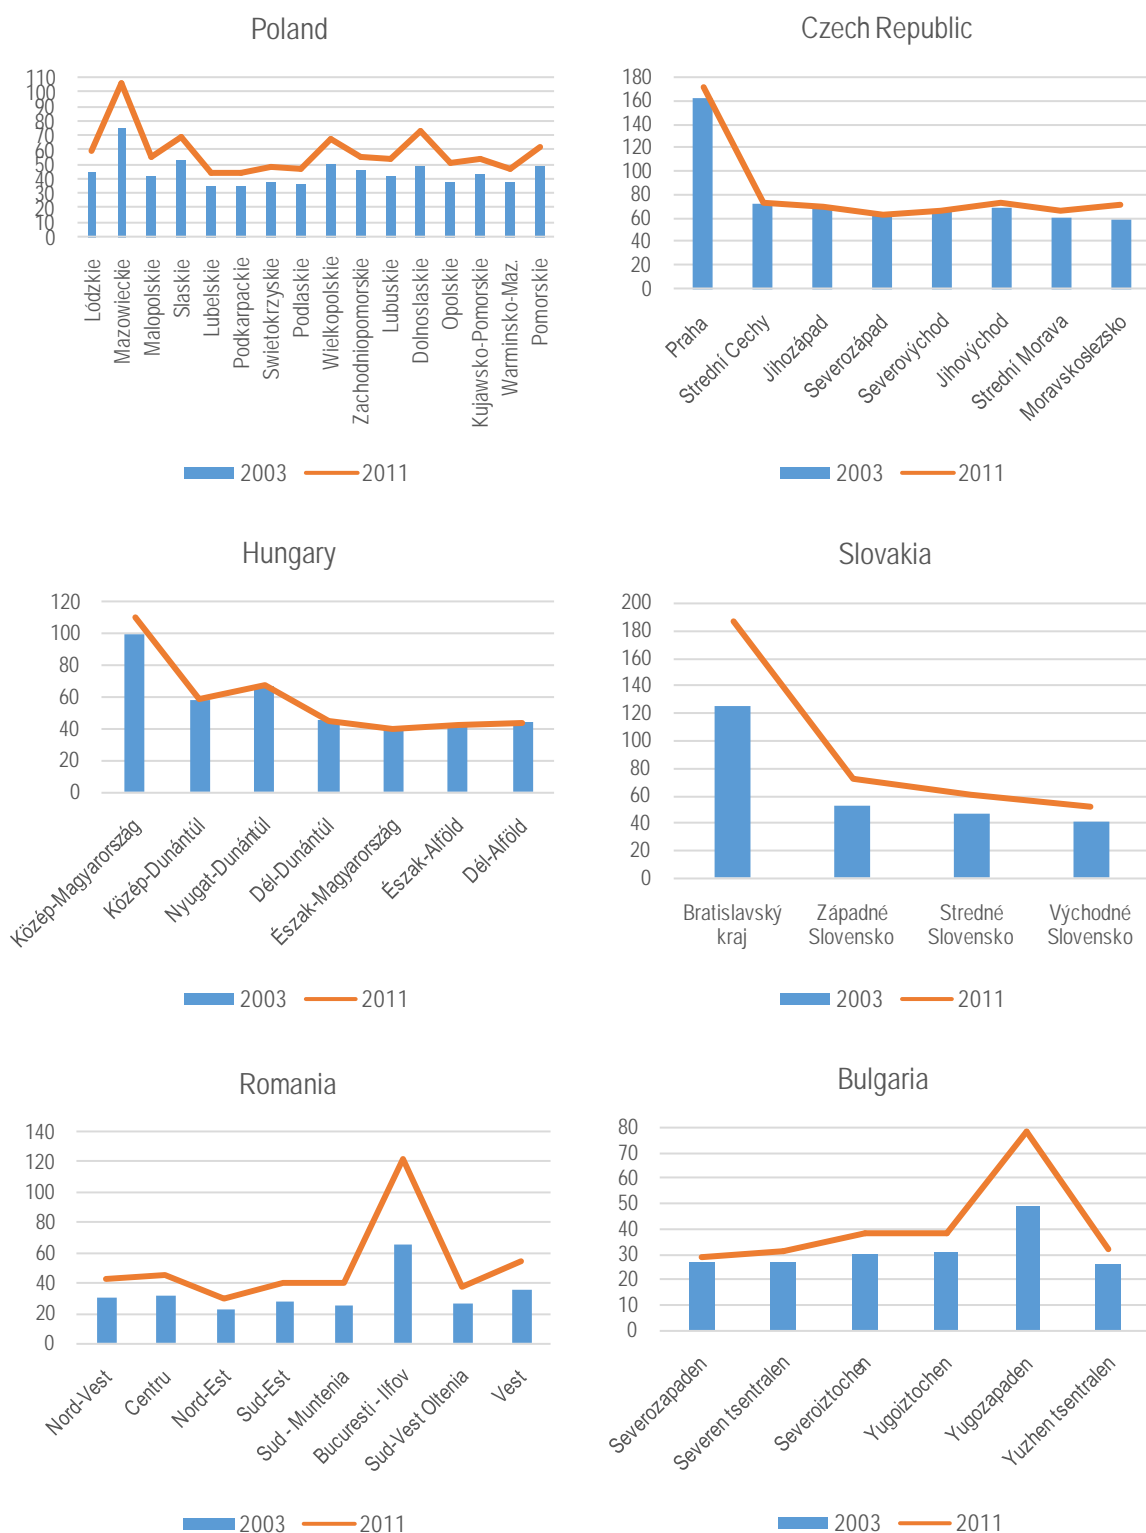 Poland
110
100
90
80
70
60
50
40
30
20
10
0
Lódzkie
Mazowieckie
Malopolskie
Slaskie
Lubelskie
Podkarpackie
Swietokrzyskie
Podlaskie
Wielkopolskie
Zachodniopomorskie
Lubuskie
Dolnoslaskie
Opolskie
Kujawsko-Pomorskie
Warminsko-Maz.
Pomorskie
2003
2011
Czech Republic
180
160
140
120
100
80
60
40
20
0
Praha
Strední Cechy
Jihozápad
Severozápad
Severovýchod
Jihovýchod
Strední Morava
Moravskoslezsko
2003
2011
Hungary
120
100
80
60
40
20
0
Közép-Magyarország
Közép-Dunántúl
Nyugat-Dunántúl
Dél-Dunántúl
Észak-Magyarország
Észak-Alföld
Dél-Alföld
2003
2011
Slovakia
200
180
160
140
120
100
80
60
40
20
0
Bratislavský
kraj
Západné
Slovensko
Stredné
Slovensko
Východné
Slovensko
2003
2011
Romania
140
120
100
80
60
40
20
0
Nord-Vest
Centru
Nord-Est
Sud-Est
Sud - Muntenia
Bucuresti - Ilfov
Sud-Vest Oltenia
Vest
2003
2011
Bulgaria
80
70
60
50
40
30
20
10
0
Severozapaden
Severen tsentralen
Severoiztochen
Yugoiztochen
Yugozapaden
Yuzhen tsentralen
2003
2011